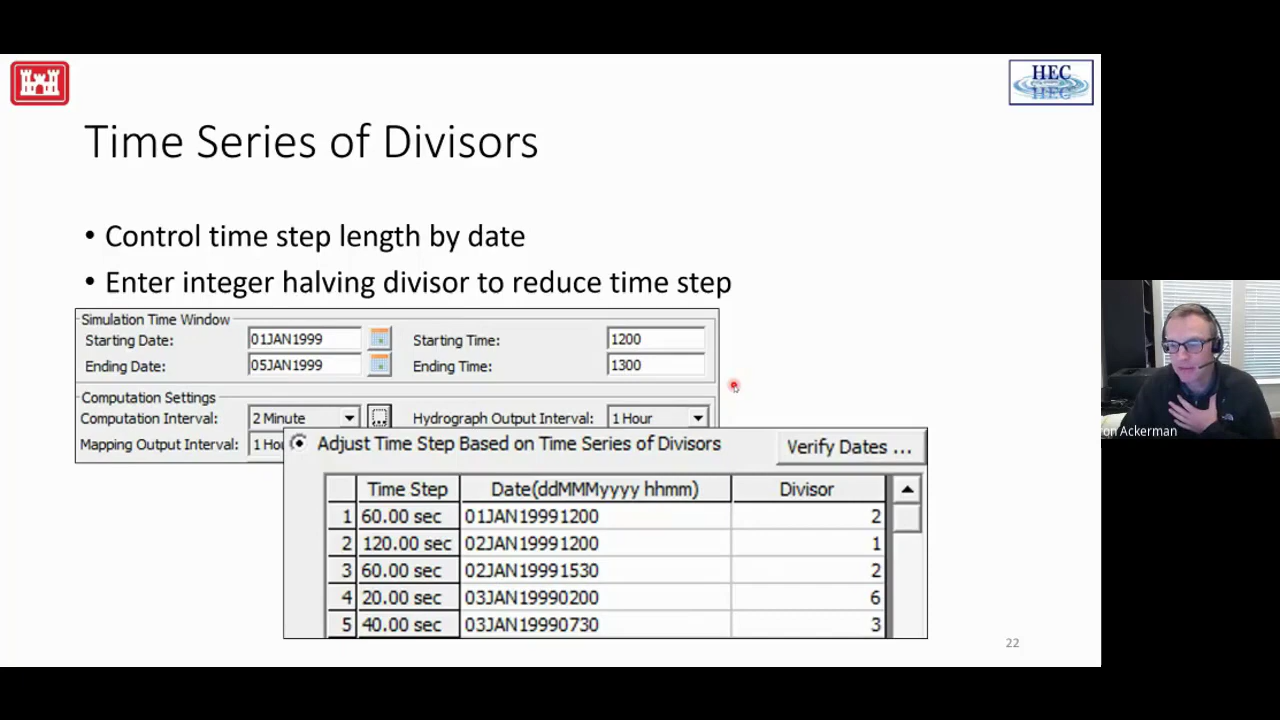 HEC
HEC
Time Series of Divisors
• Control time step length by date
• Enter integer halving divisor to reduce time step
Simulation Time Window
Starting Date: 01JAN1999 Starting Time: 1200
Ending Date: 05JAN1999 Ending Time: 1300
Computation Settings
Computation Interval: 2 Minute Hydrograph Output Interval: 1 Hour
Mapping Output Interval: 1 Hou
Adjust Time Step Based on Time Series of Divisors Verify Dates ...
Time Step Date(ddMMMyyyy hhmm) Divisor
1 60.00 sec 01JAN19991200 2
2 120.00 sec 02JAN19991200 1
3 60.00 sec 02JAN19991530 2
4 20.00 sec 03JAN19990200 6
5 40.00 sec 03JAN19990730 3
22
on Ackerman